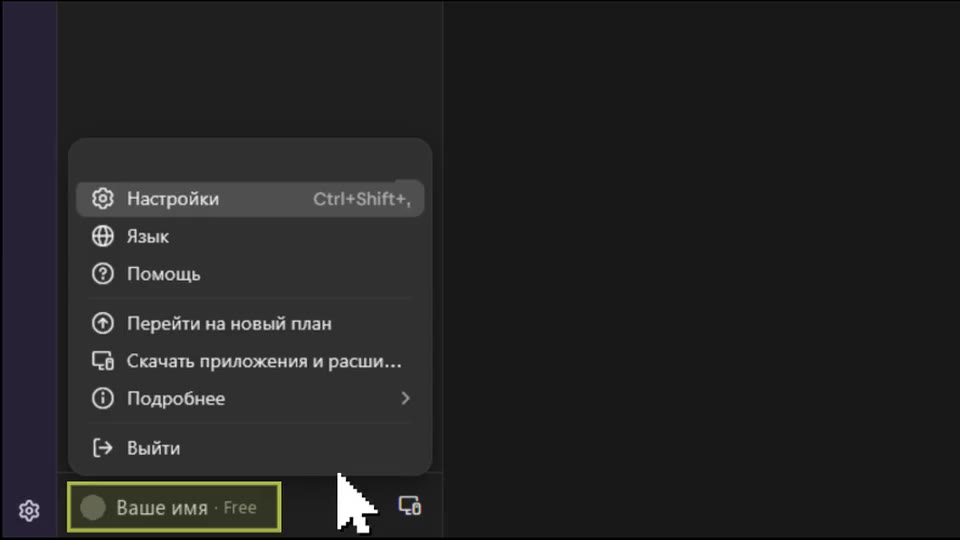 Настройки Ctrl+Shift+,
Язык
Помощь
Перейти на новый план
Скачать приложения и расши...
Подробнее
Выйти
Ваше имя · Free